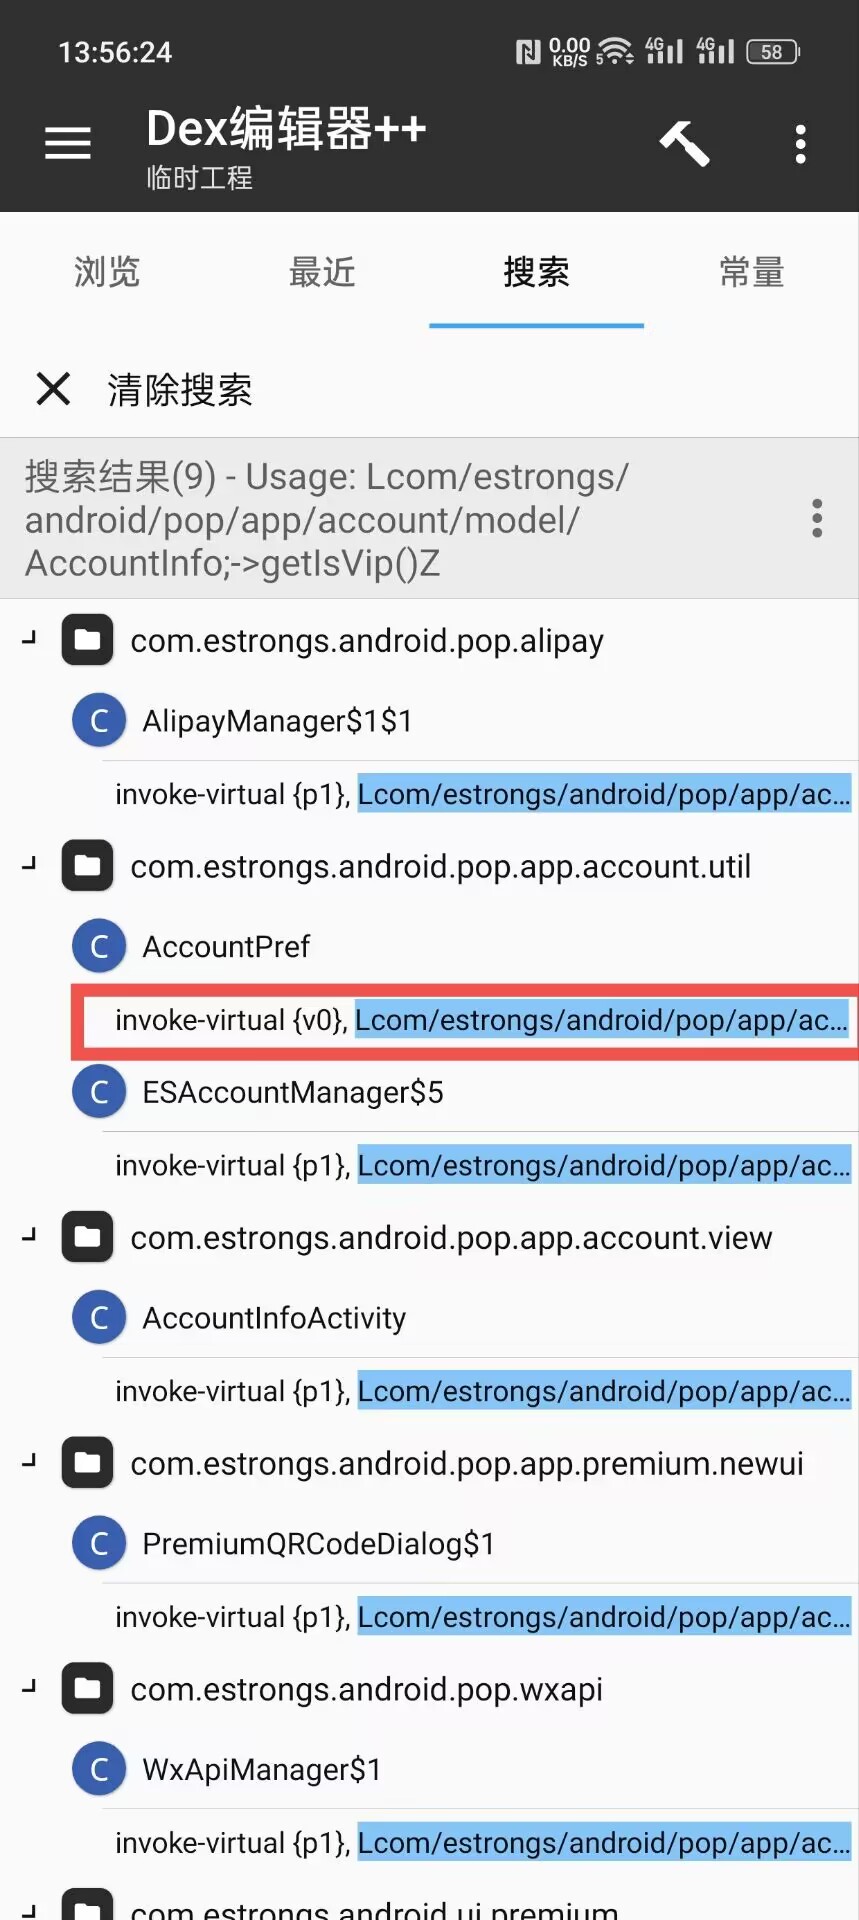 13:56:24
0.00
KB/S
5
4G
4G
58
Dex编辑器++
临时工程
浏览
最近
搜索
常量
清除搜索
搜索结果(9) - Usage: Lcom/estrongs/
android/pop/app/account/model/
AccountInfo;->getIsVip()Z
com.estrongs.android.pop.alipay
C
AlipayManager$1$1
invoke-virtual {p1}, Lcom/estrongs/android/pop/app/ac...
com.estrongs.android.pop.app.account.util
C
AccountPref
invoke-virtual {v0}, Lcom/estrongs/android/pop/app/ac...
C
ESAccountManager$5
invoke-virtual {p1}, Lcom/estrongs/android/pop/app/ac...
com.estrongs.android.pop.app.account.view
C
AccountInfoActivity
invoke-virtual {p1}, Lcom/estrongs/android/pop/app/ac...
com.estrongs.android.pop.app.premium.newui
C
PremiumQRCodeDialog$1
invoke-virtual {p1}, Lcom/estrongs/android/pop/app/ac...
com.estrongs.android.pop.wxapi
C
WxApiManager$1
invoke-virtual {p1}, Lcom/estrongs/android/pop/app/ac...
com.estrongs.android.ui.premium